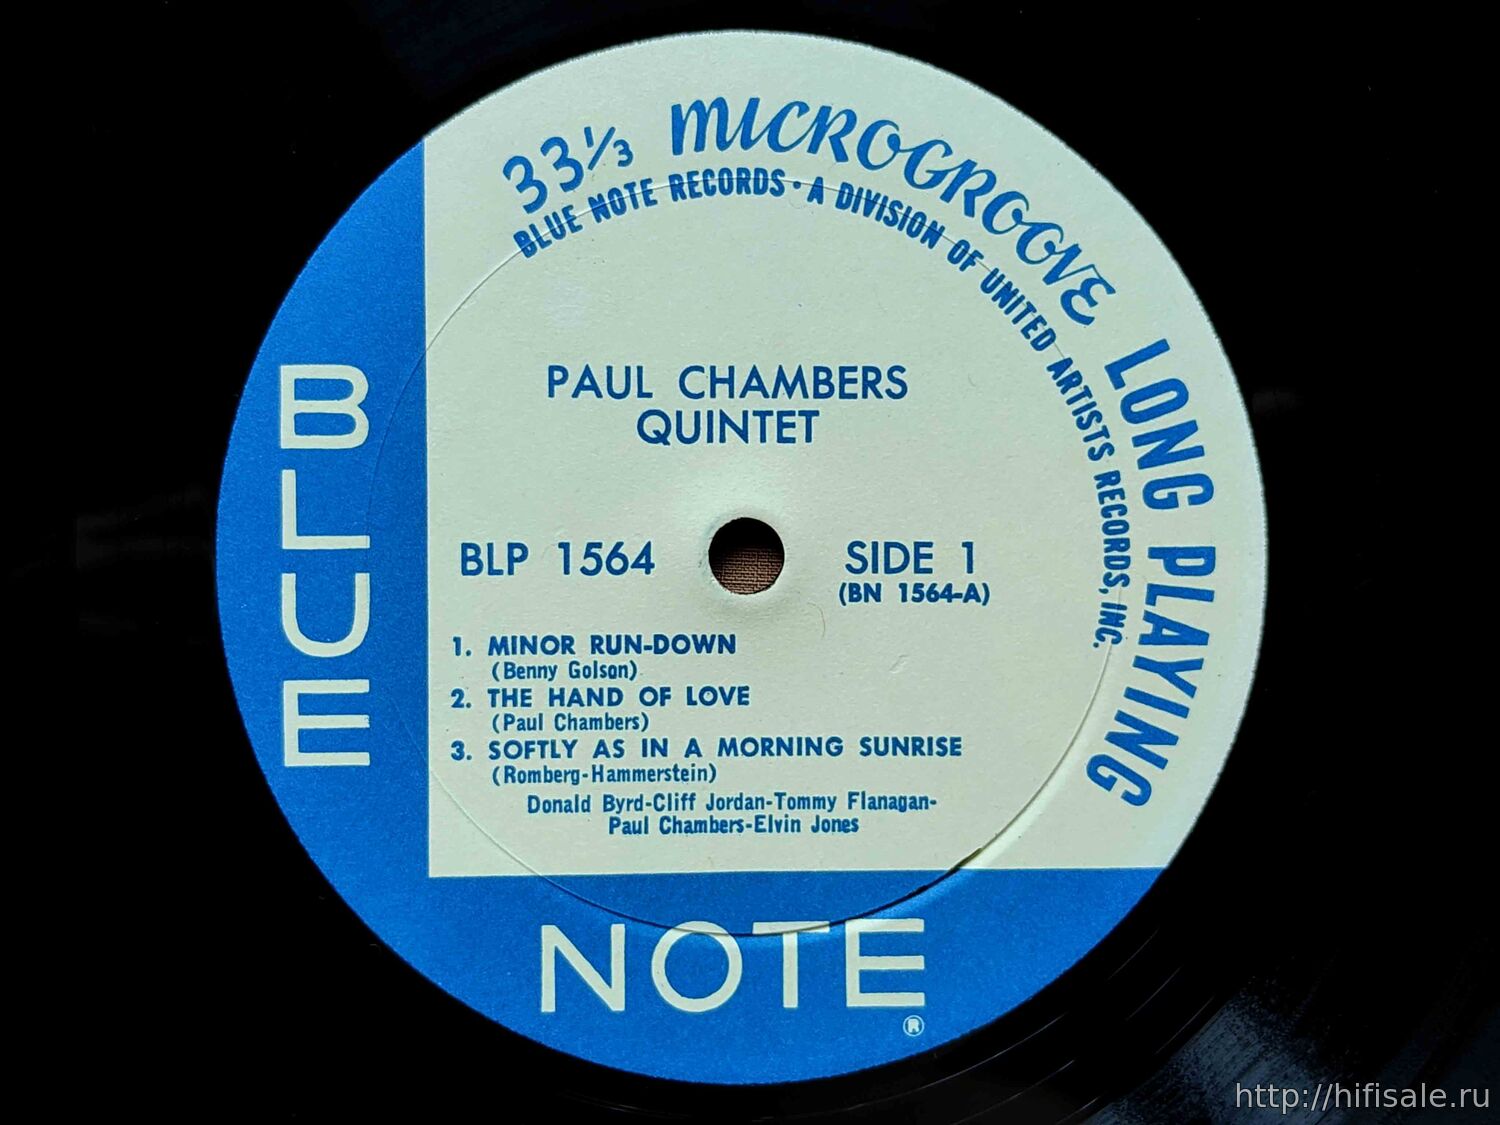 33 1/3 MICROGROOVE LONG PLAYING
BLUE NOTE RECORDS · A DIVISION OF UNITED ARTISTS RECORDS, INC.
PAUL CHAMBERS
QUINTET
BLP 1564
SIDE 1
(BN 1564-A)
1. MINOR RUN-DOWN
(Benny Golson)
2. THE HAND OF LOVE
(Paul Chambers)
3. SOFTLY AS IN A MORNING SUNRISE
(Romberg-Hammerstein)
Donald Byrd-Cliff Jordan-Tommy Flanagan-
Paul Chambers-Elvin Jones
BLUE
NOTE
®
http://hifisale.ru